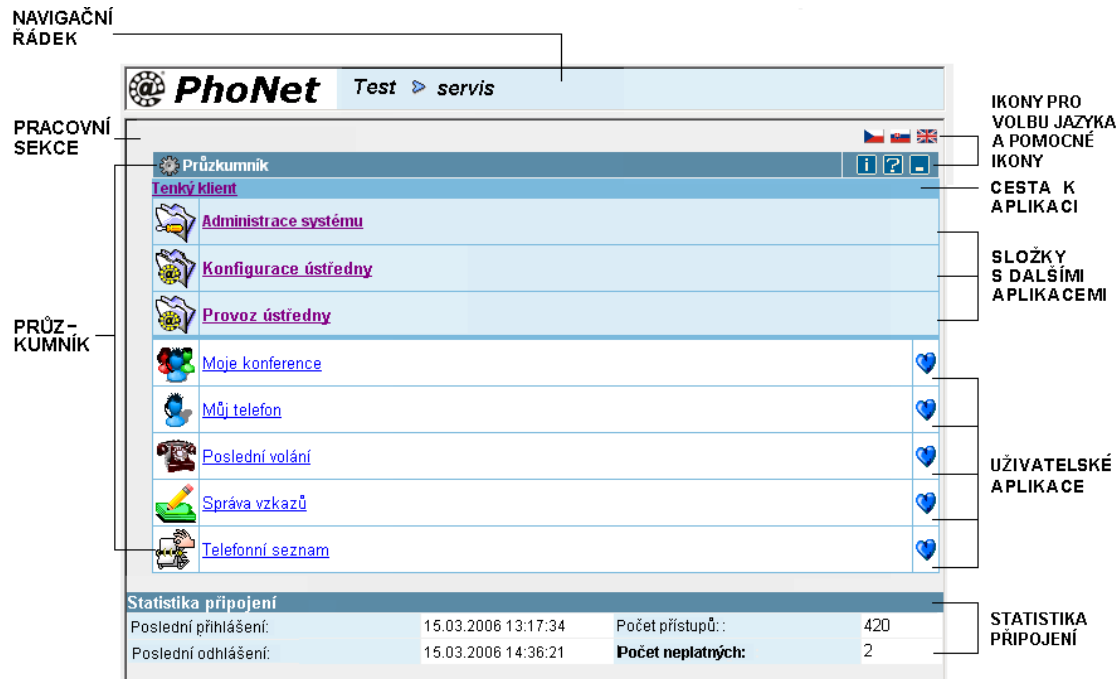 NAVIGAČNÍ
ŘÁDEK
@ PhoNet Test servis
PRACOVNÍ
SEKCE
IKONY PRO
VOLBU JAZYKA
A POMOCNÉ
IKONY
Průzkumník
i ?
Tenký klient
CESTA K
APLIKACI
Administrace systému
Konfigurace ústředny
Provoz ústředny
SLOŽKY
S DALŠÍMI
APLIKACEMI
PRŮZ-
KUMNÍK
Moje konference
Můj telefon
Poslední volání
Správa vzkazů
Telefonní seznam
UŽIVATELSKÉ
APLIKACE
Statistika připojení
Poslední přihlášení: 15.03.2006 13:17:34 Počet přístupů:: 420
Poslední odhlášení: 15.03.2006 14:36:21 Počet neplatných: 2
STATISTIKA
PŘIPOJENÍ